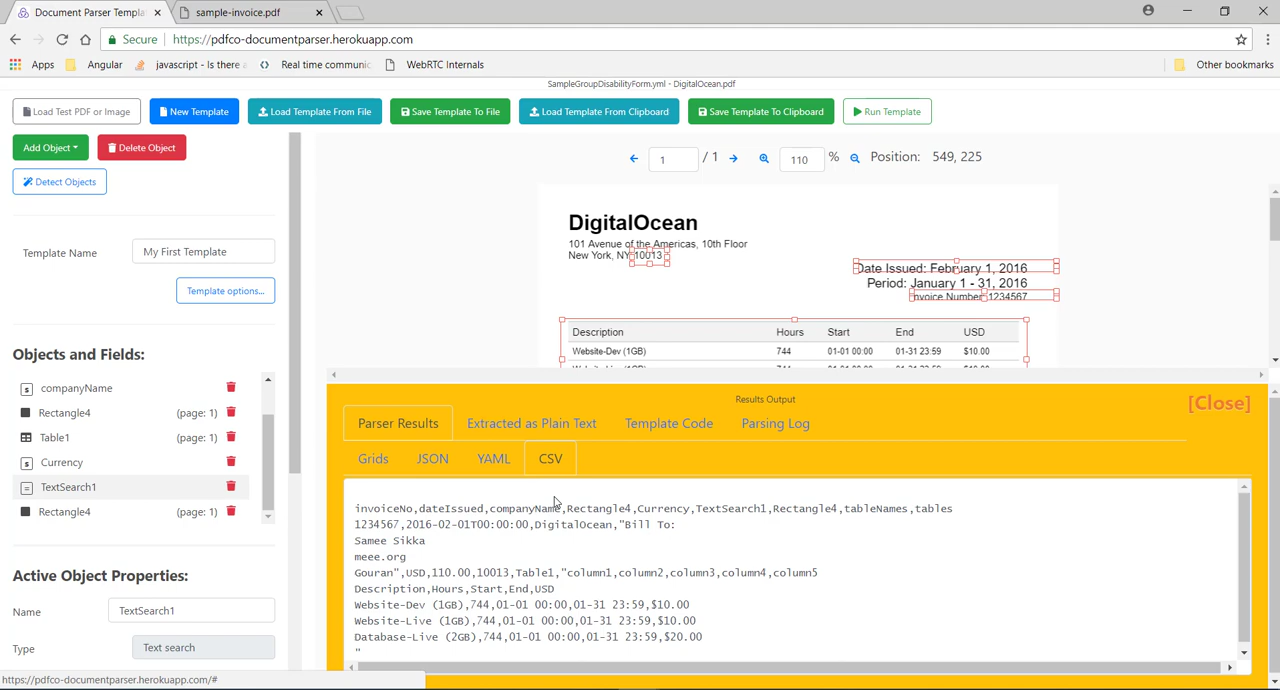 Document Parser Templa
sample-invoice.pdf
Secure
https://pdfco-documentparser.herokuapp.com
Apps
Angular
javascript - Is there a
Real time communic
WebRTC Internals
Other bookmarks
SampleGroupDisabilityForm.yml - DigitalOcean.pdf
Load Test PDF or Image
New Template
Load Template From File
Save Template To File
Load Template From Clipboard
Save Template To Clipboard
Run Template
Add Object
Delete Object
Detect Objects
1 / 1
110 %
Position: 549, 225
Template Name
My First Template
Template options...
Objects and Fields:
s companyName
Rectangle4 (page: 1)
Table1 (page: 1)
s Currency
TextSearch1
Rectangle4 (page: 1)
Active Object Properties:
Name
TextSearch1
Type
Text search
https://pdfco-documentparser.herokuapp.com/#
DigitalOcean
101 Avenue of the Americas, 10th Floor
New York, NY 10013
Date Issued: February 1, 2016
Period: January 1 - 31, 2016
Invoice Number: 1234567
Description Hours Start End USD
Website-Dev (1GB) 744 01-01 00:00 01-31 23:59 $10.00
Results Output
[Close]
Parser Results
Extracted as Plain Text
Template Code
Parsing Log
Grids
JSON
YAML
CSV
invoiceNo,dateIssued,companyName,Rectangle4,Currency,TextSearch1,Rectangle4,tableNames,tables
1234567,2016-02-01T00:00:00,DigitalOcean,"Bill To:
Samee Sikka
meee.org
Gouran",USD,110.00,10013,Table1,"column1,column2,column3,column4,column5
Description,Hours,Start,End,USD
Website-Dev (1GB),744,01-01 00:00,01-31 23:59,$10.00
Website-Live (1GB),744,01-01 00:00,01-31 23:59,$10.00
Database-Live (2GB),744,01-01 00:00,01-31 23:59,$20.00
"